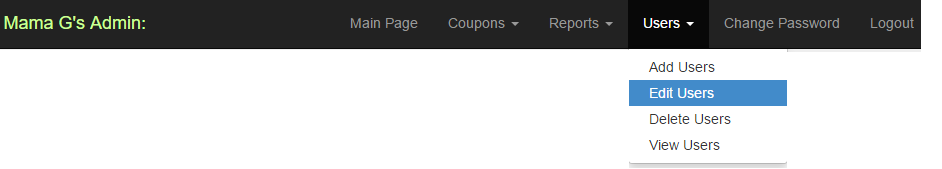 Mama G's Admin: Main Page Coupons Reports Users Change Password Logout
Add Users
Edit Users
Delete Users
View Users